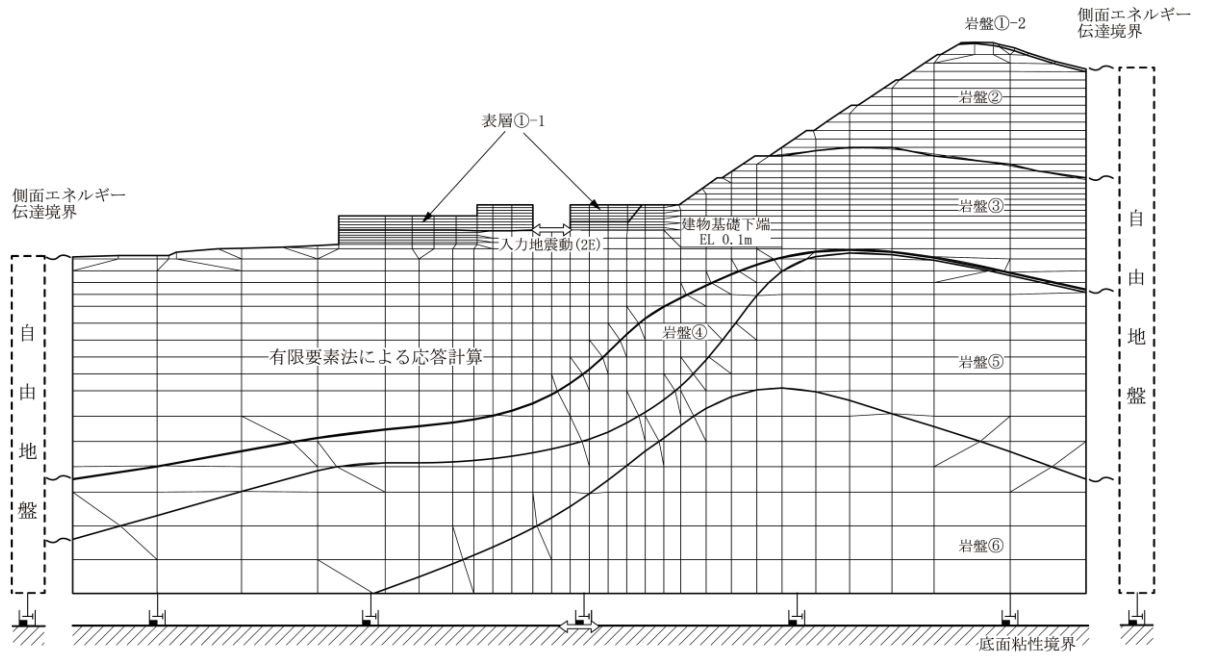 岩盤①-2
側面エネルギー
伝達境界
岩盤②
表層①-1
側面エネルギー
伝達境界
岩盤③
建物基礎下端
EL 0.1m
入力地震動(2E)
自由地盤
自由地盤
岩盤④
有限要素法による応答計算
岩盤⑤
岩盤⑥
底面粘性境界